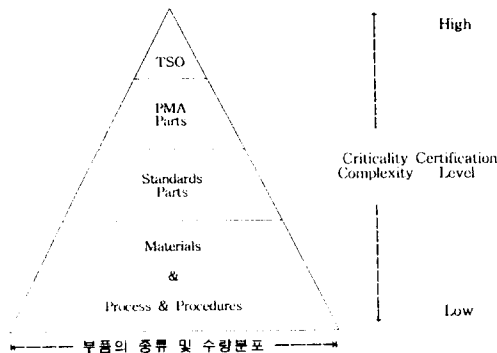 High
TSO
PMA
Parts
Criticality Certification
Complexity Level
Standards
Parts
Materials
&
Process & Procedures
Low
부품의 종류 및 수량분포